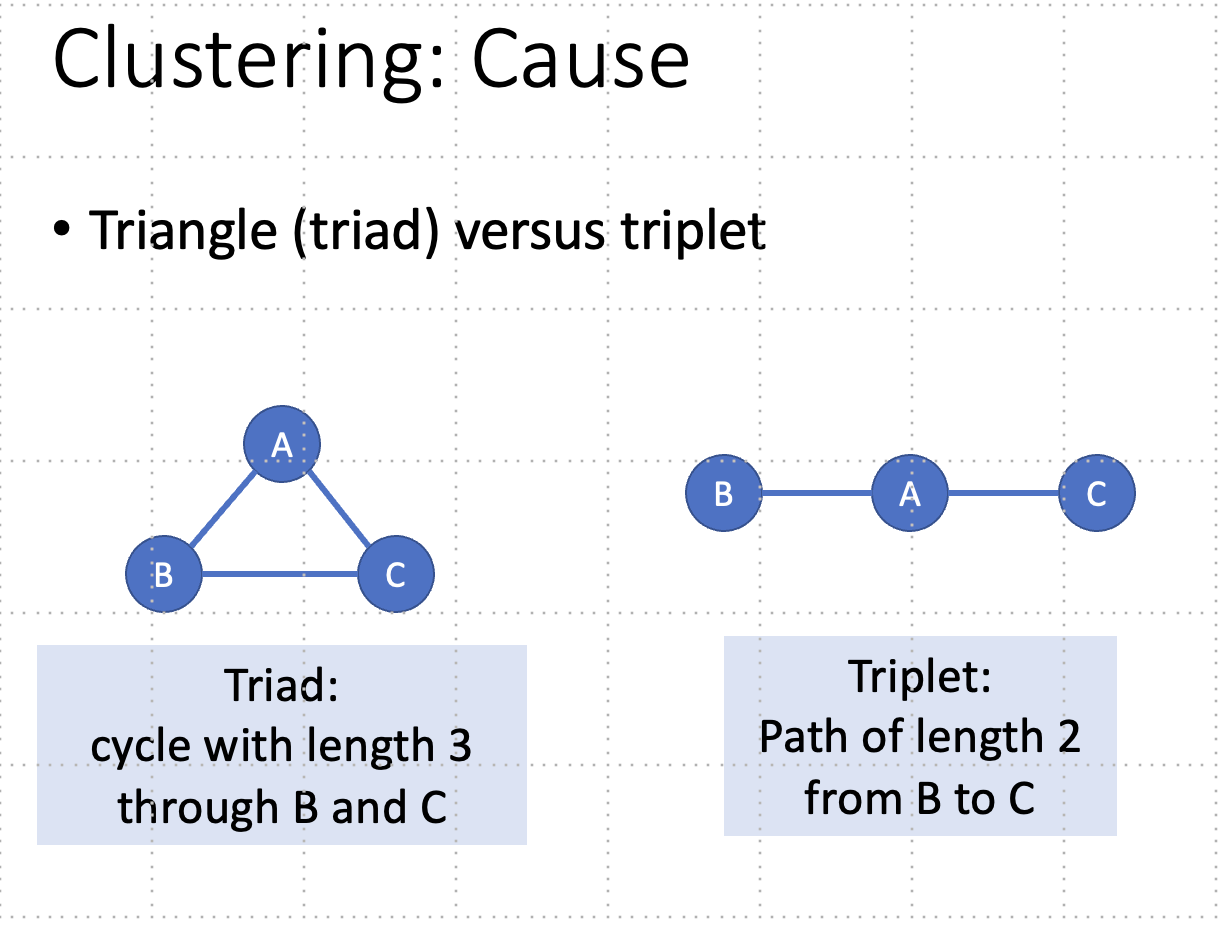 Clustering: Cause
• Triangle (triad) versus triplet
A
B
C
B
A
C
Triad:
cycle with length 3
through B and C
Triplet:
Path of length 2
from B to C